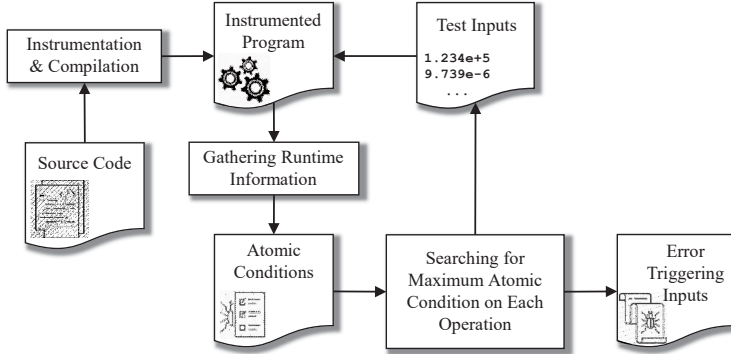 Instrumentation
& Compilation
Instrumented
Program
Test Inputs
1.234e+5
9.739e-6
...
Source Code
Gathering Runtime
Information
Atomic
Conditions
Searching for
Maximum Atomic
Condition on Each
Operation
Error
Triggering
Inputs